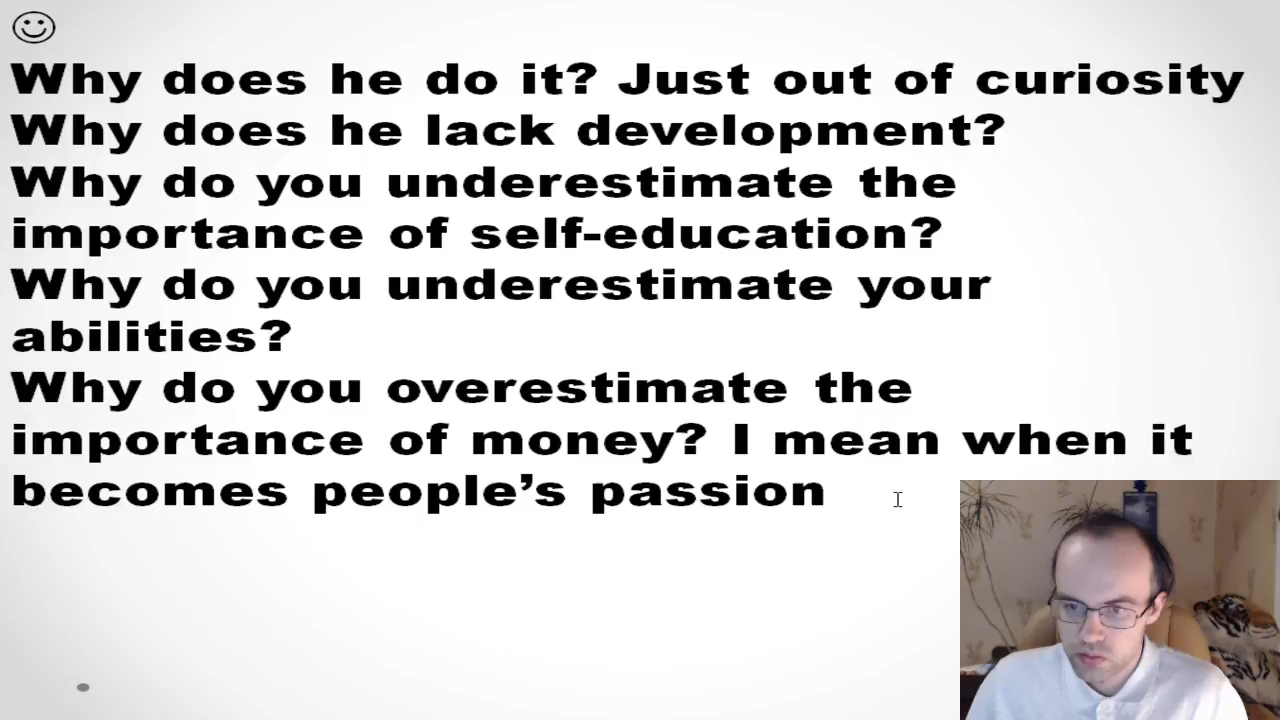 Why does he do it? Just out of curiosity
Why does he lack development?
Why do you underestimate the
importance of self-education?
Why do you underestimate your
abilities?
Why do you overestimate the
importance of money? I mean when it
becomes people’s passion